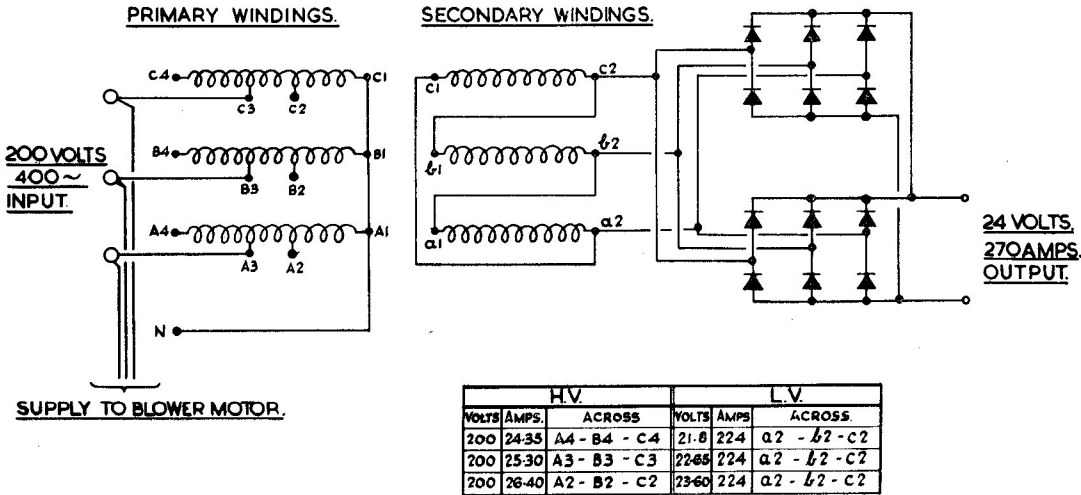 PRIMARY WINDINGS.
SECONDARY WINDINGS.
C4
C1
C3
C2
B4
B1
B3
B2
A4
A1
A3
A2
N
200 VOLTS
400~
INPUT.
SUPPLY TO BLOWER MOTOR.
c1
c2
b1
b2
a1
a2
24 VOLTS.
270 AMPS.
OUTPUT.
H.V. L.V.
VOLTS AMPS. ACROSS VOLTS AMPS ACROSS.
200 24·35 A4 - B4 - C4 21·8 224 a2 - b2 - c2
200 25·30 A3 - B3 - C3 22·65 224 a2 - b2 - c2
200 26·40 A2 - B2 - C2 23·60 224 a2 - b2 - c2